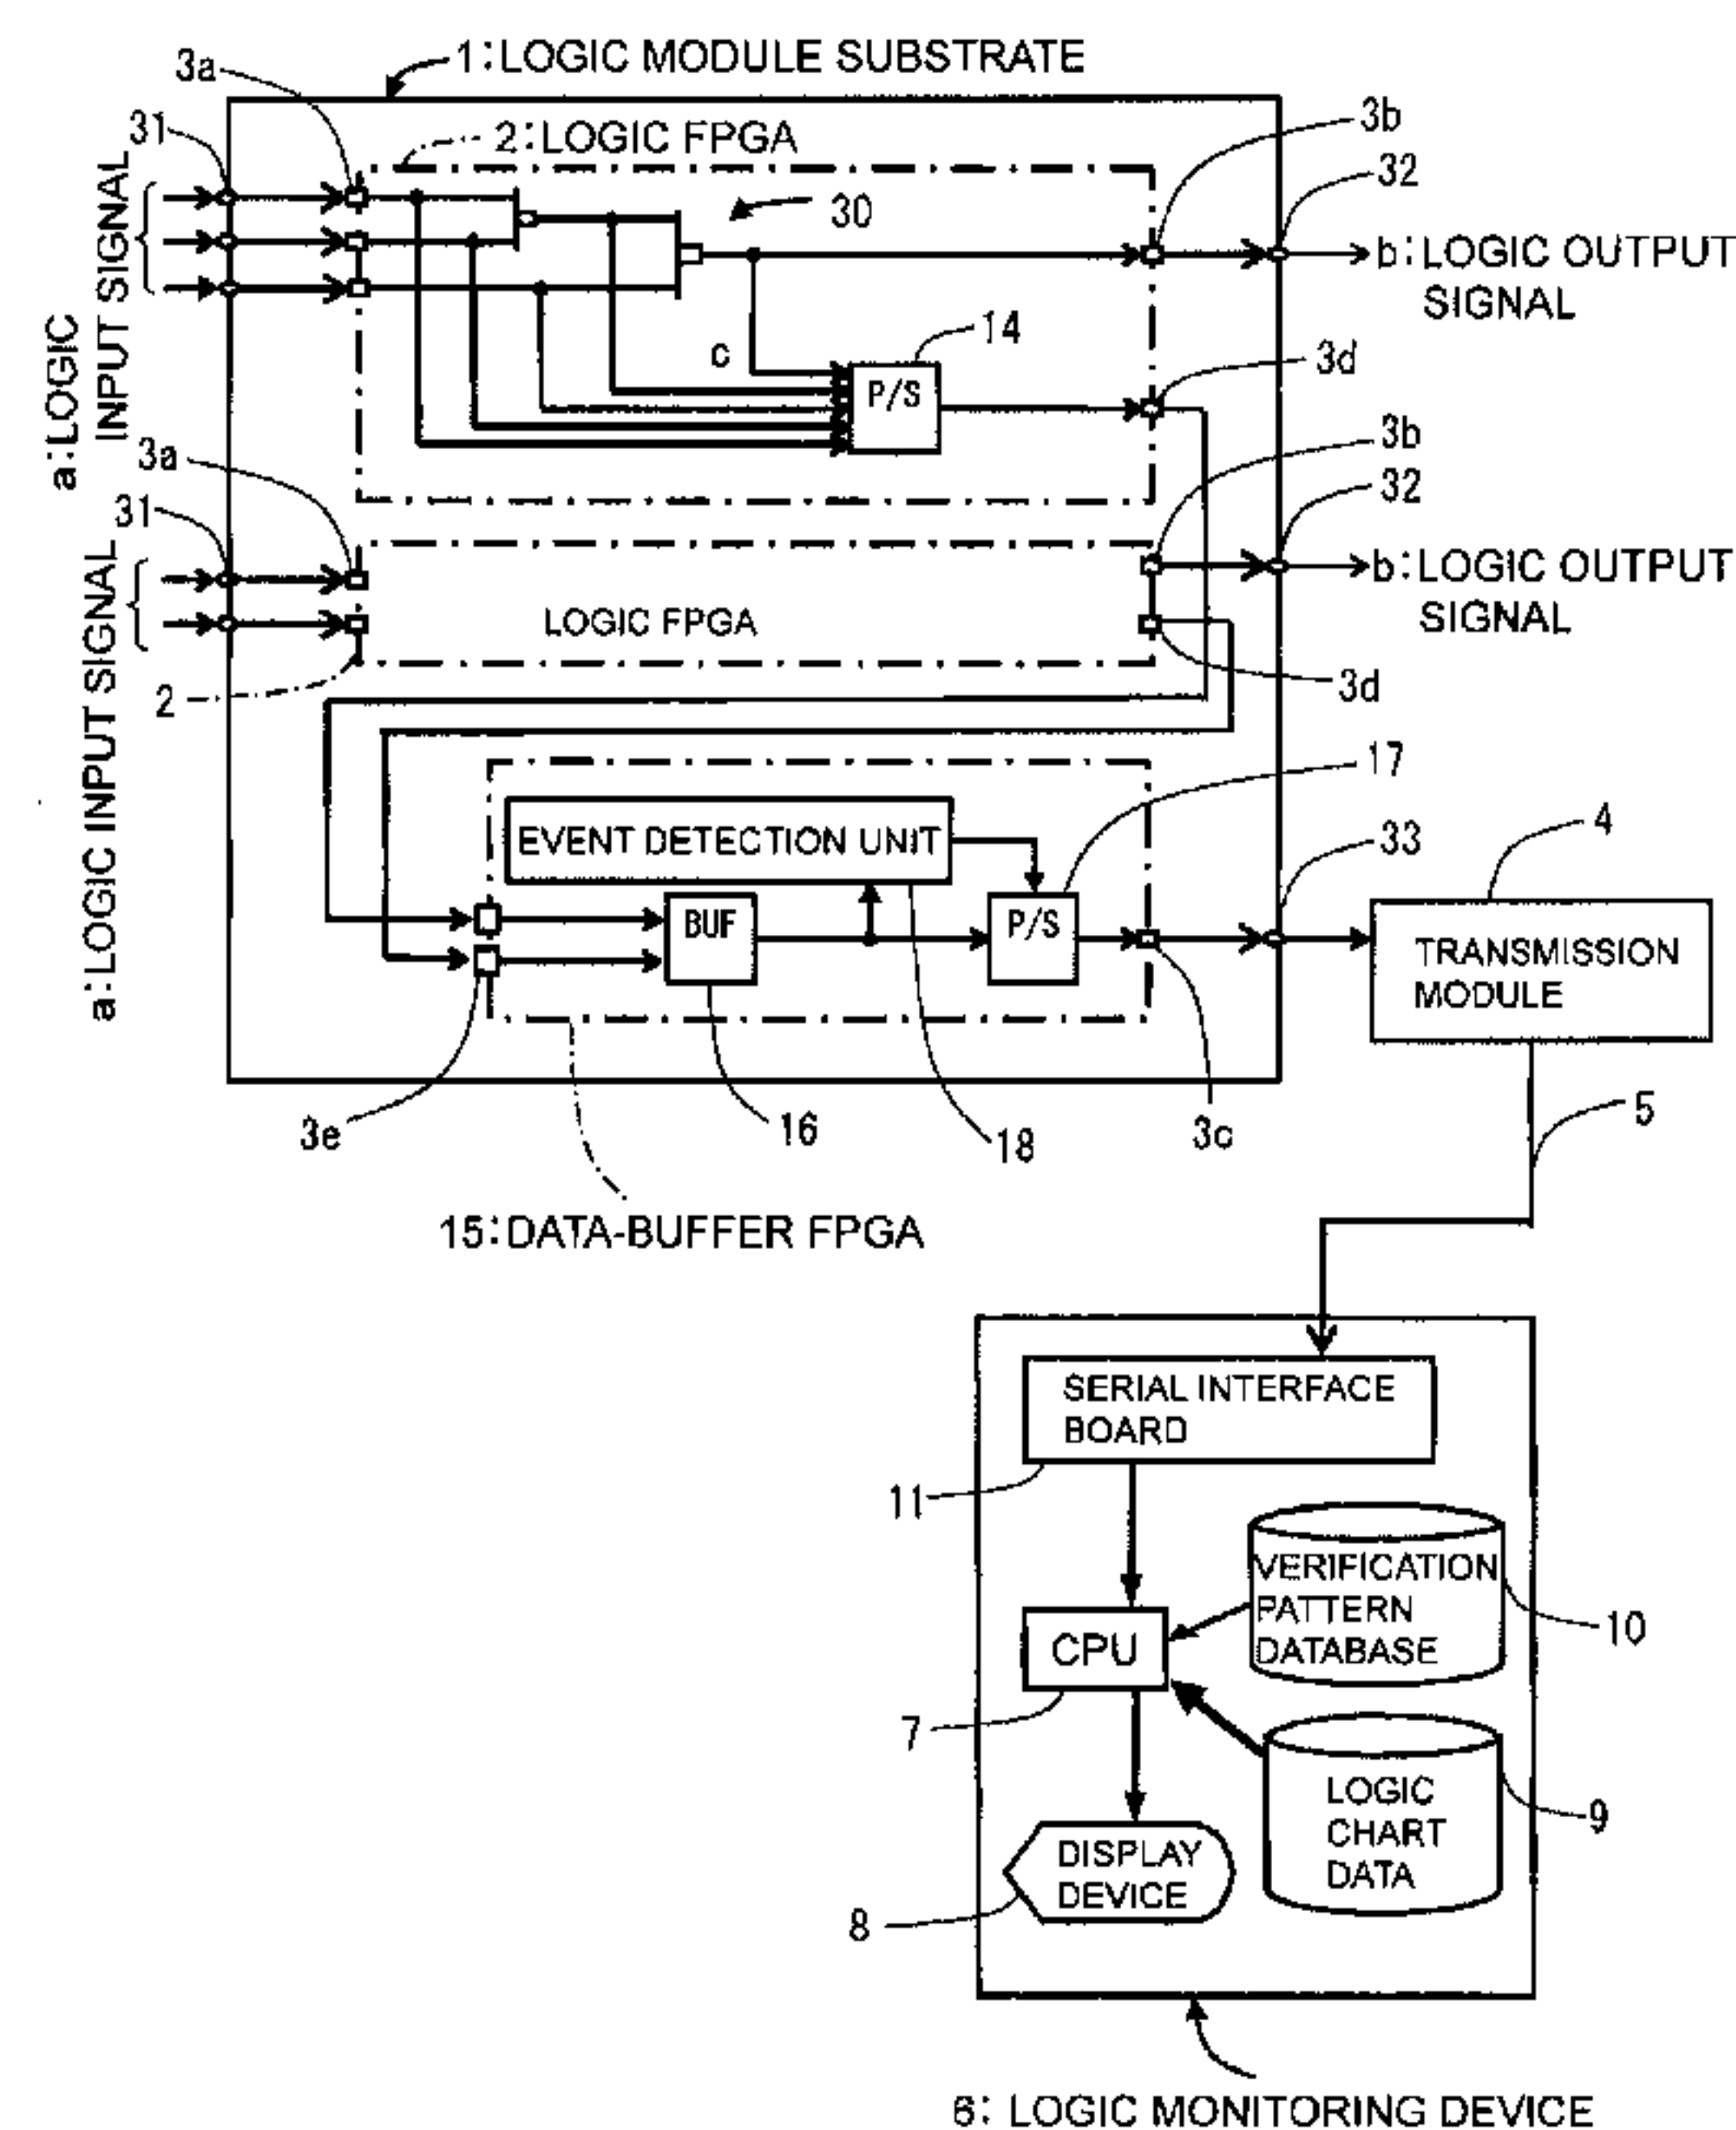 1:LOGIC MODULE SUBSTRATE
3a
31
2:LOGIC FPGA
3b
32
30
a:LOGIC
INPUT SIGNAL
b:LOGIC OUTPUT
SIGNAL
14
c
P/S
3d
3b
3a
32
31
a:LOGIC INPUT SIGNAL
b:LOGIC OUTPUT
SIGNAL
LOGIC FPGA
2
3d
17
EVENT DETECTION UNIT
33
4
BUF
P/S
TRANSMISSION
MODULE
3e
16
18
3c
5
15:DATA-BUFFER FPGA
SERIAL INTERFACE
BOARD
11
VERIFICATION
PATTERN
DATABASE
10
CPU
7
LOGIC
CHART
DATA
9
DISPLAY
DEVICE
8
6: LOGIC MONITORING DEVICE